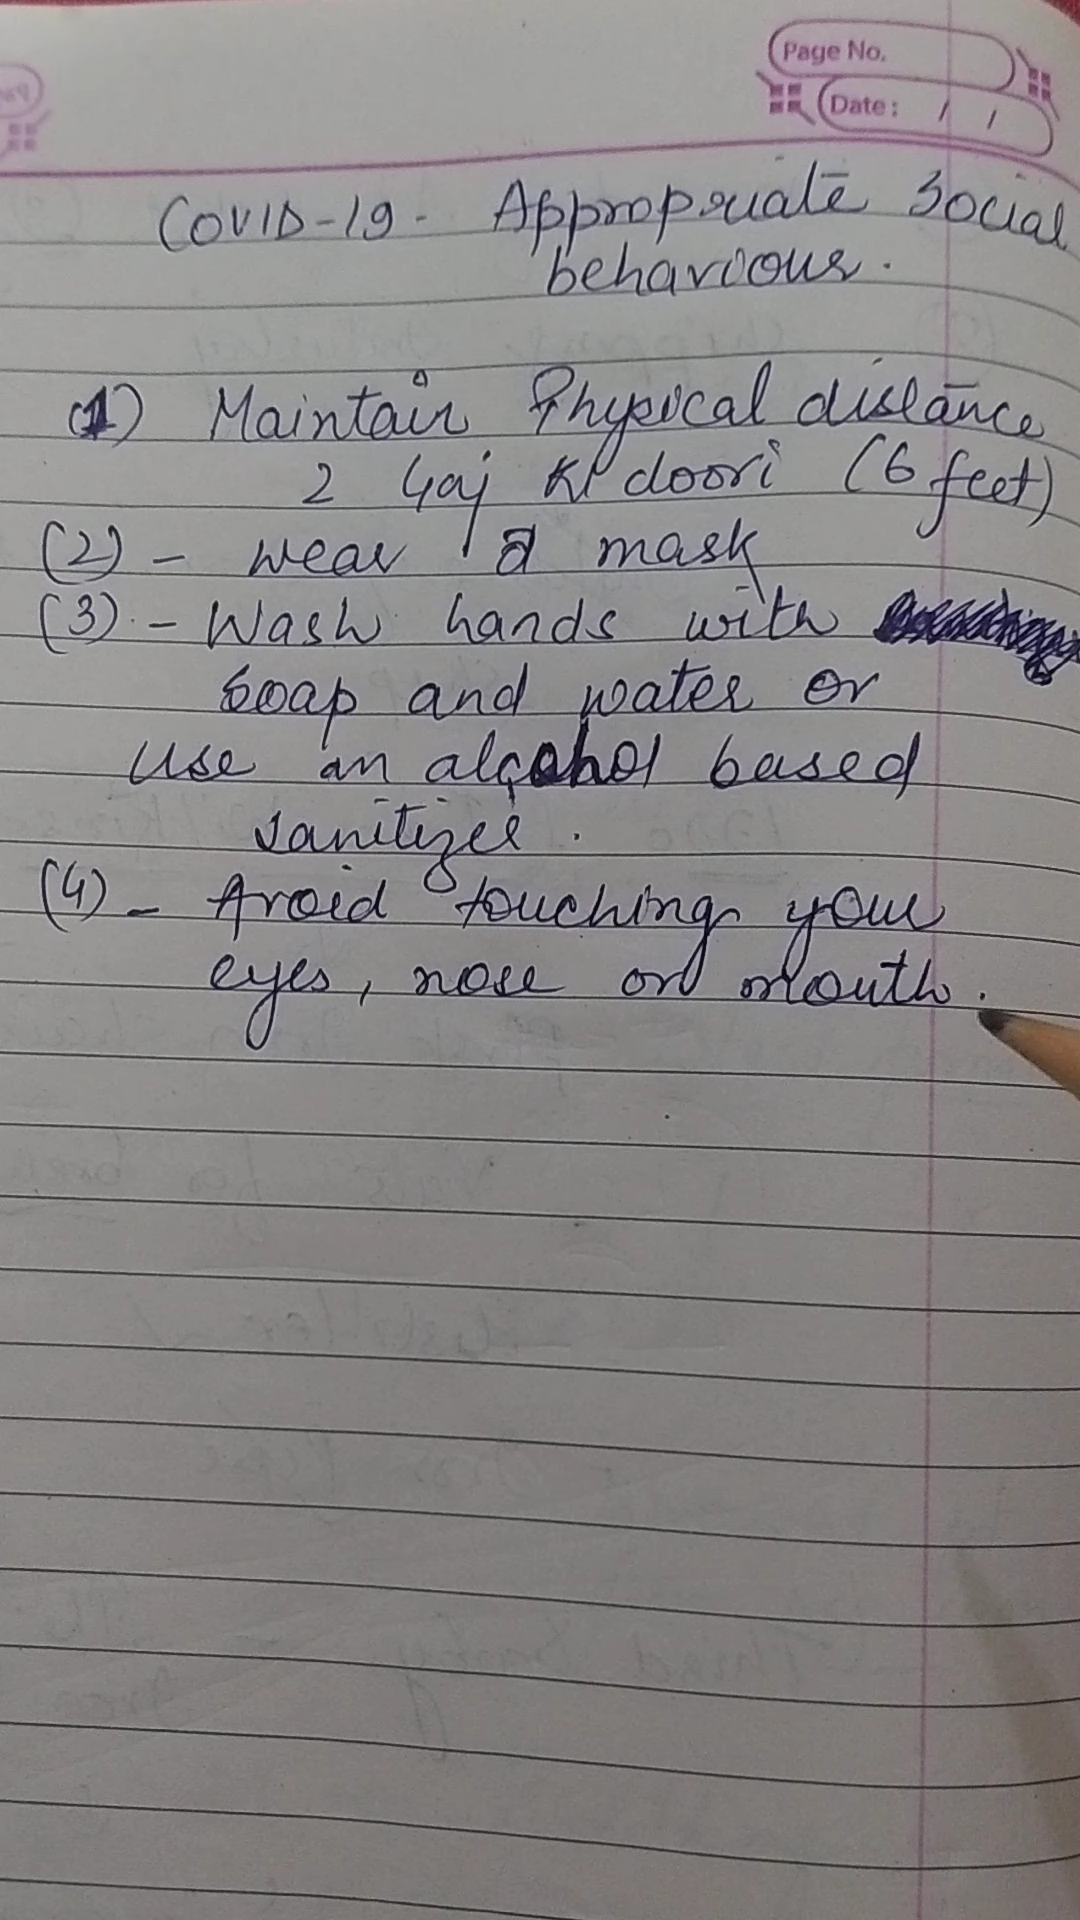 Page No.
Date: / /
COVID-19 - Appropriate Social
behaviour.
(1) Maintain Physical distance
2 Gaj Ki doori (6 feet)
(2) - wear a mask
(3) - Wash hands with
soap and water or
use an alcohol based
sanitizer.
(4) - Avoid touching your
eyes, nose or mouth.